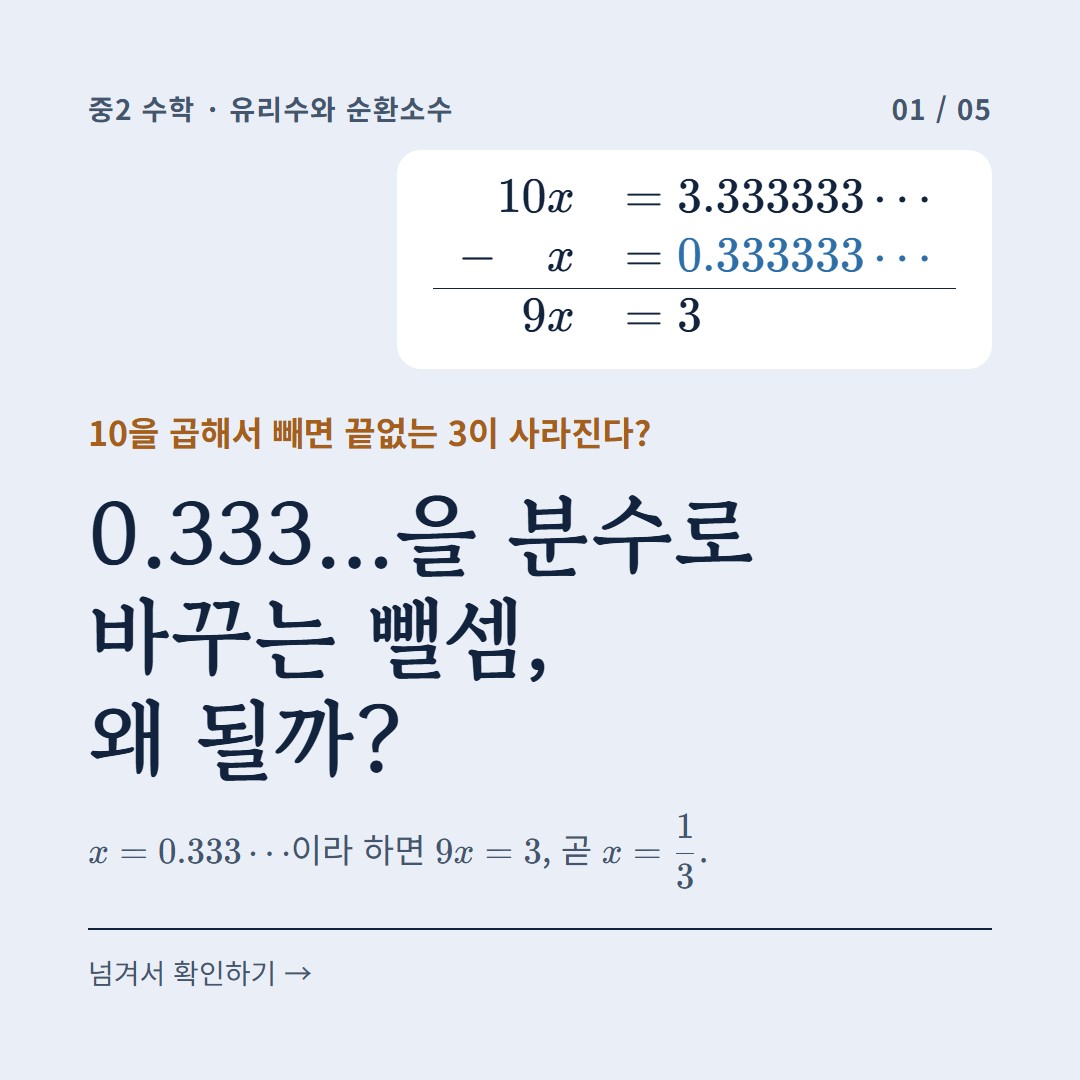 중2 수학 · 유리수와 순환소수
01 / 05
10x = 3.333333⋯
− x = 0.333333⋯
9x = 3
10을 곱해서 빼면 끝없는 3이 사라진다?
0.333...을 분수로
바꾸는 뺄셈,
왜 될까?
x = 0.333⋯이라 하면 9x = 3, 곧 x = 1/3.
넘겨서 확인하기 →